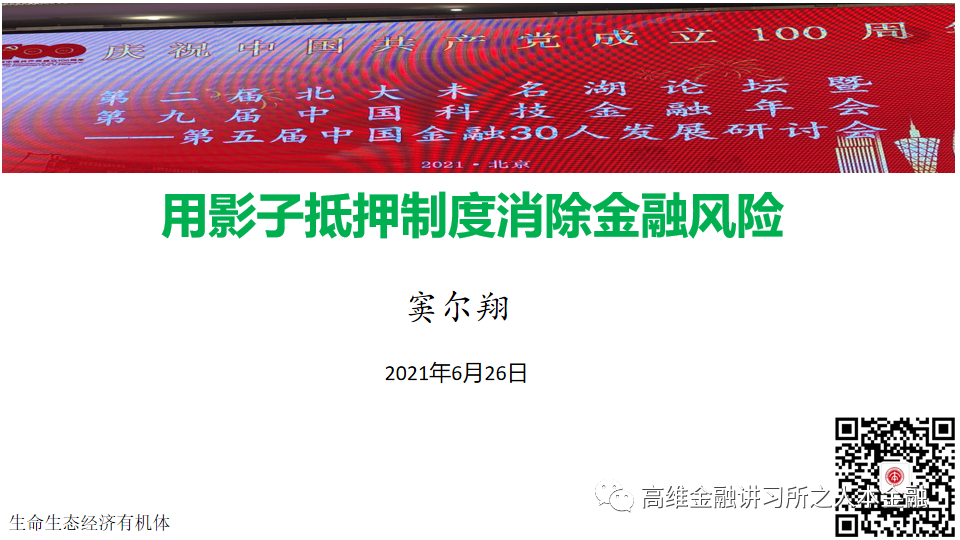 庆祝中国共产党成立100周年
第二届北大未名湖论坛暨
第九届中国科技金融年会
——第五届中国金融30人发展研讨会
2021·北京
用影子抵押制度消除金融风险
窦尔翔
2021年6月26日
高维金融讲习所之人本金融
生命生态经济有机体